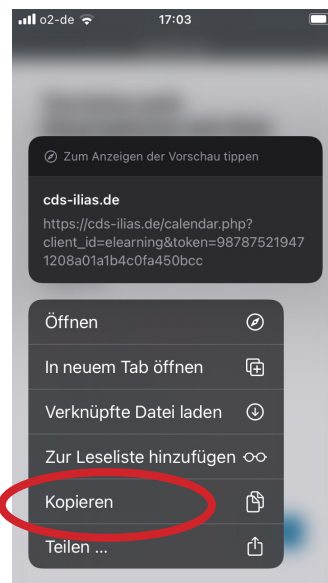 o2-de 17:03
Zum Anzeigen der Vorschau tippen
cds-ilias.de
https://cds-ilias.de/calendar.php?
client_id=elearning&token=98787521947
1208a01a1b4c0fa450bcc
Öffnen
In neuem Tab öffnen
Verknüpfte Datei laden
Zur Leseliste hinzufügen
Kopieren
Teilen ...